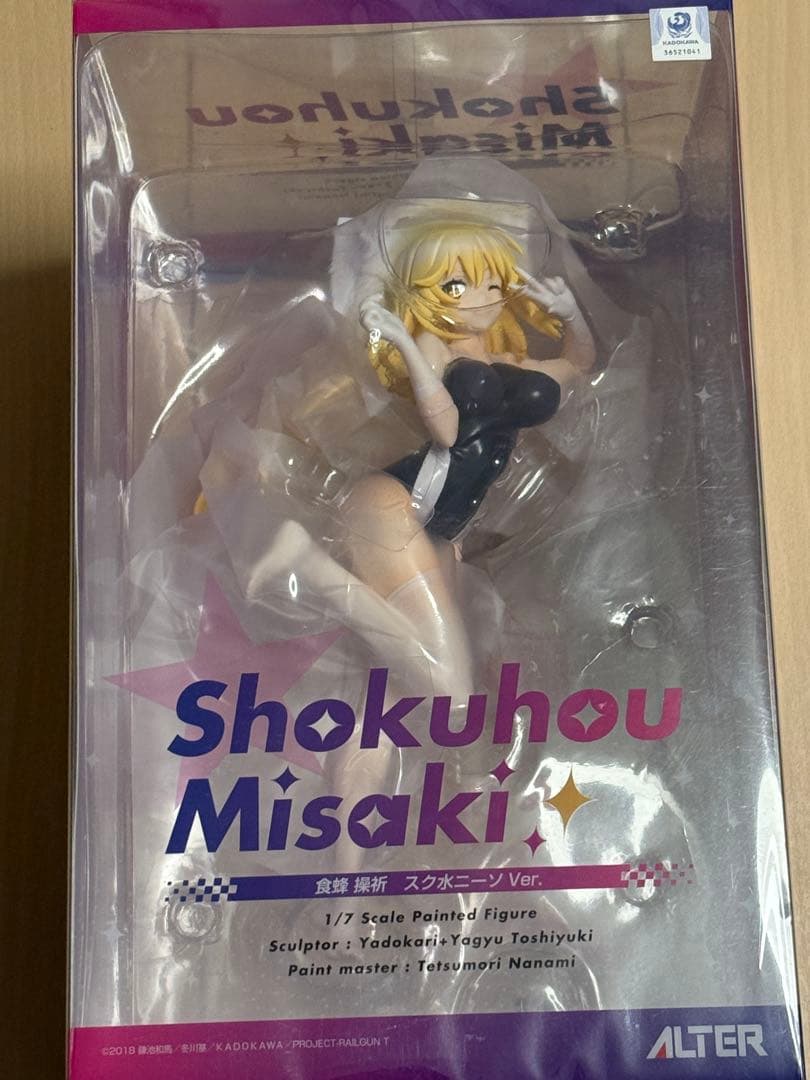 KADOKAWA
36521041
Shokuhou
Misaki
Shokuhou
Misaki
食蜂 操祈 スク水ニーソ Ver.
1/7 Scale Painted Figure
Sculptor : Yadokari+Yagyu Toshiyuki
Paint master : Tetsumori Nanami
©2018 鎌池和馬/冬川基/KADOKAWA/PROJECT-RAILGUN T
ALTER